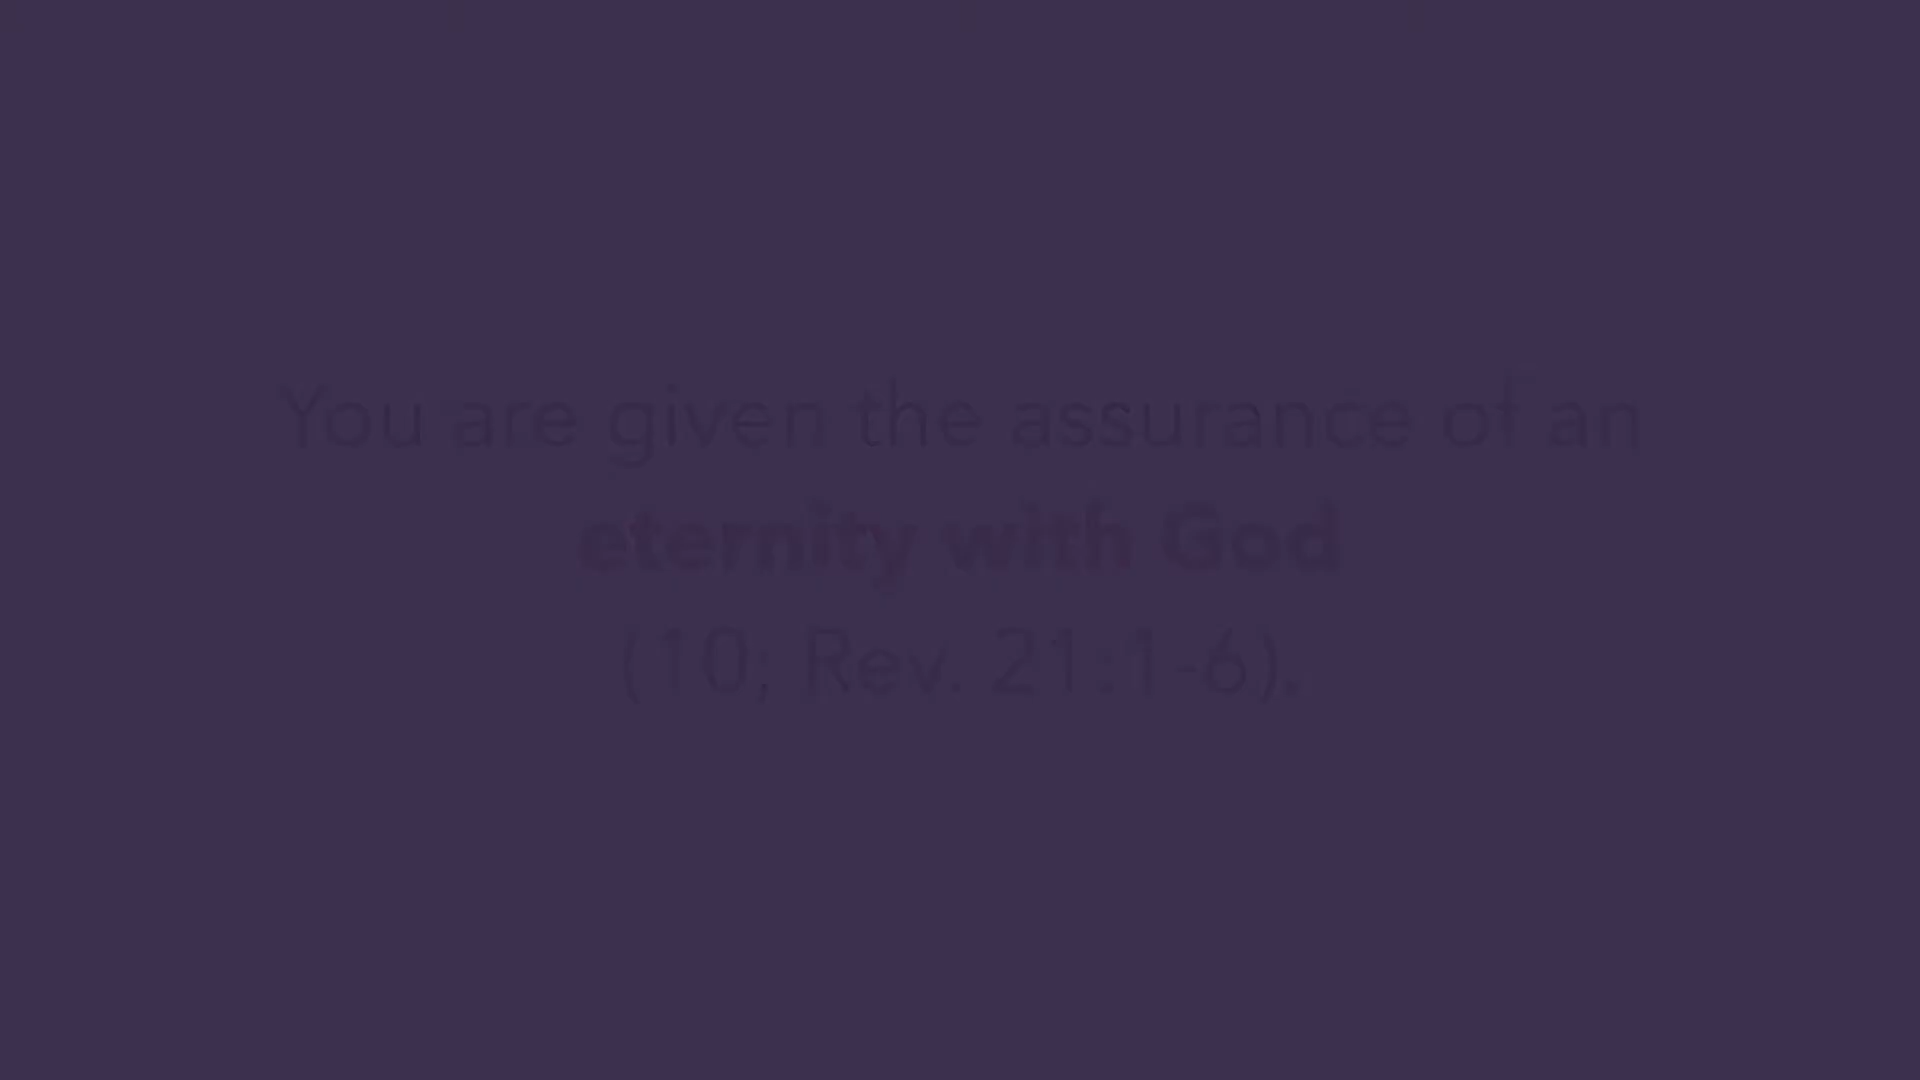 You are given the assurance of an
eternity with God
(10; Rev. 21:1-6).